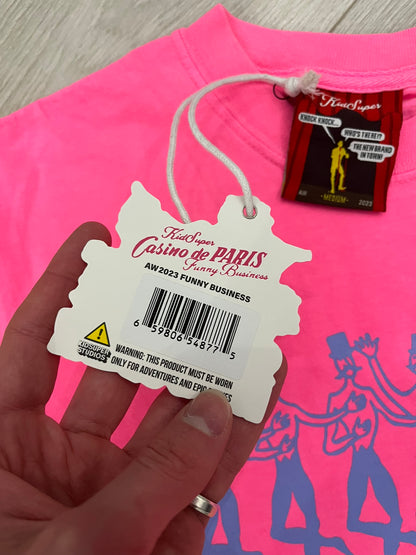 KidSuper
KNOCK KNOCK...
WHO'S THERE!?
THE NEW BRAND
IN TOWN!
AW
MEDIUM
2023
KidSuper
Casino de PARIS
Funny Business
AW2023 FUNNY BUSINESS
6 59806 54877 5
KIDSUPER
STUDIOS
WARNING: THIS PRODUCT MUST BE WORN
ONLY FOR ADVENTURES AND EPIC